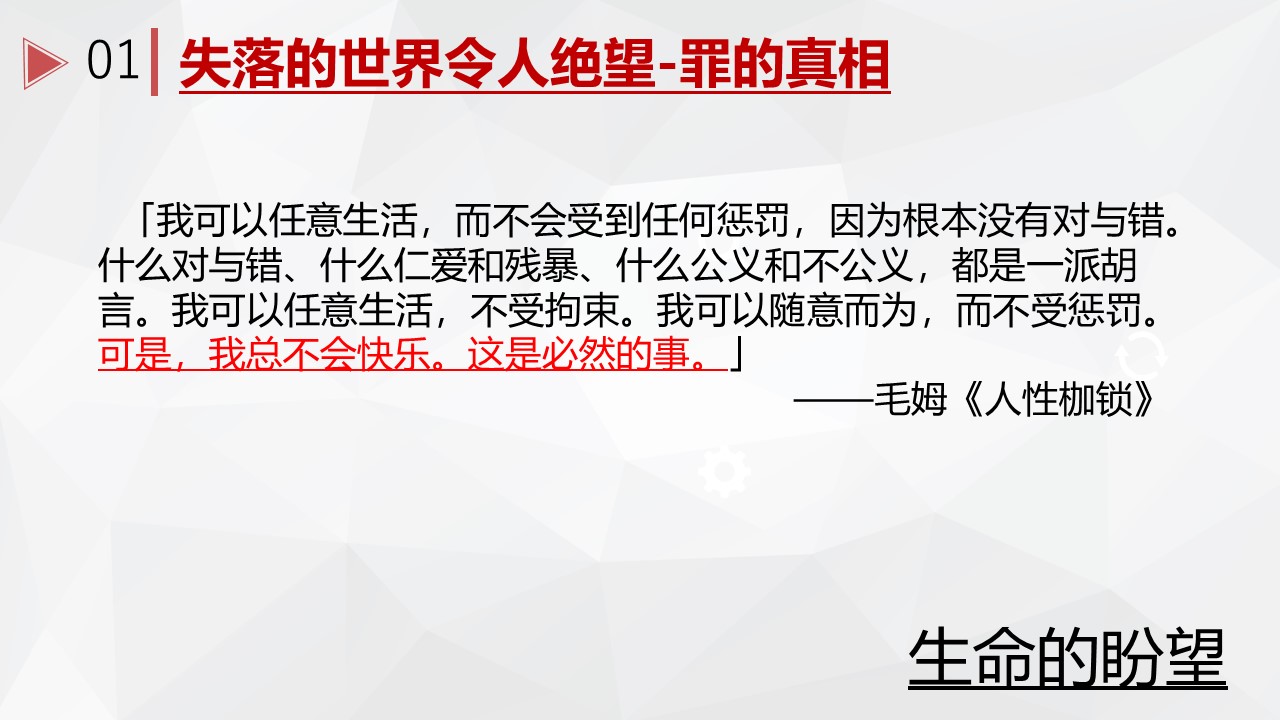 01 失落的世界令人绝望-罪的真相
「我可以任意生活，而不会受到任何惩罚，因为根本没有对与错。
什么对与错、什么仁爱和残暴、什么公义和不公义，都是一派胡
言。我可以任意生活，不受拘束。我可以随意而为，而不受惩罚。
可是，我总不会快乐。这是必然的事。」
——毛姆《人性枷锁》
生命的盼望